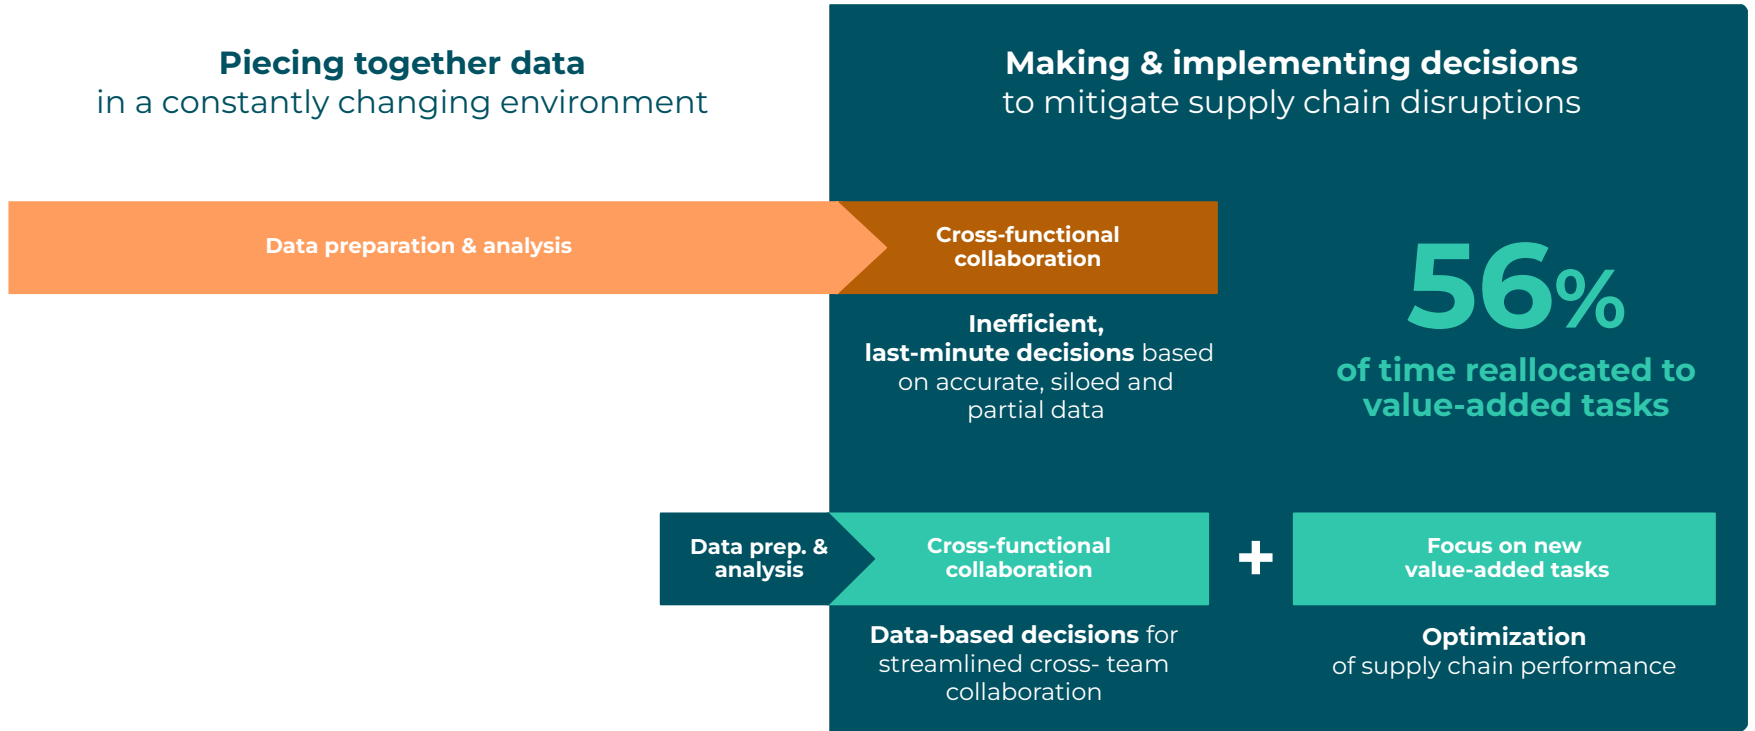 Piecing together data
in a constantly changing environment
Making & implementing decisions
to mitigate supply chain disruptions
Data preparation & analysis
Cross-functional
collaboration
Inefficient,
last-minute decisions based
on accurate, siloed and
partial data
56%
of time reallocated to
value-added tasks
Data prep. &
analysis
Cross-functional
collaboration
+
Focus on new
value-added tasks
Data-based decisions for
streamlined cross- team
collaboration
Optimization
of supply chain performance